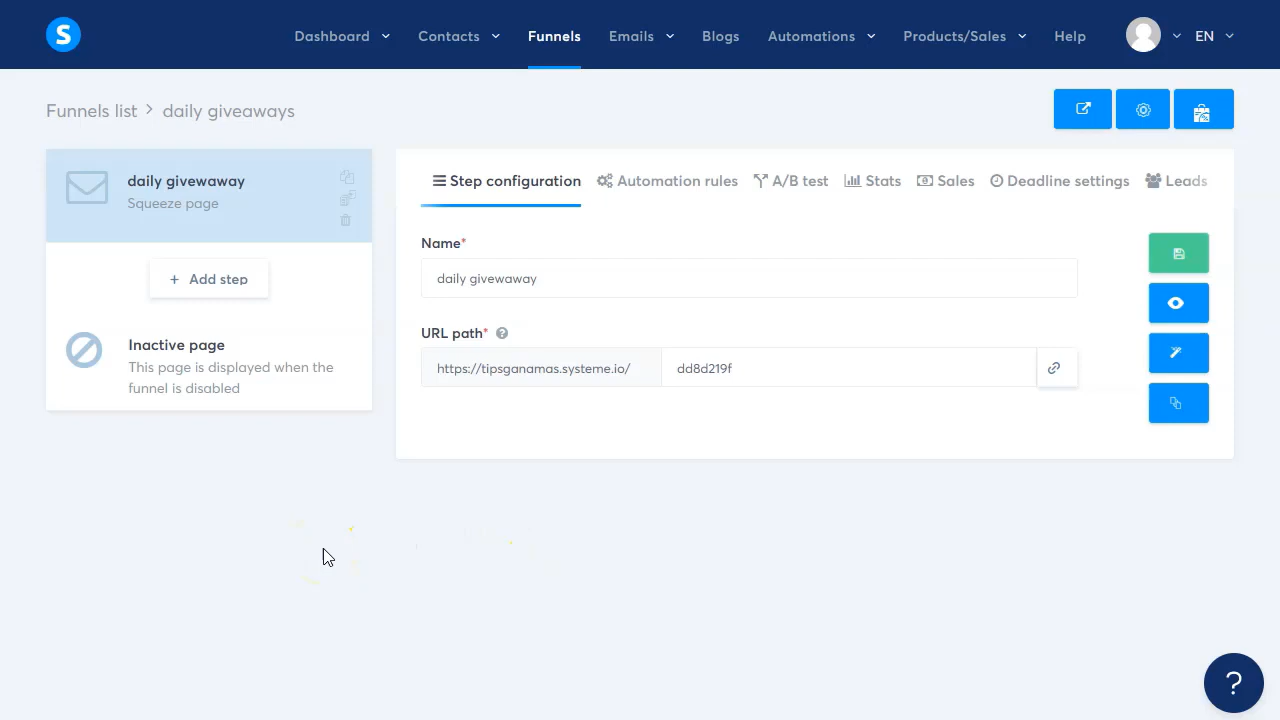 S
Dashboard
Contacts
Funnels
Emails
Blogs
Automations
Products/Sales
Help
EN
Funnels list > daily giveaways
daily givewaway
Squeeze page
+ Add step
Inactive page
This page is displayed when the
funnel is disabled
Step configuration
Automation rules
A/B test
Stats
Sales
Deadline settings
Leads
Name*
daily givewaway
URL path* ?
https://tipsganamas.systeme.io/
dd8d219f
?